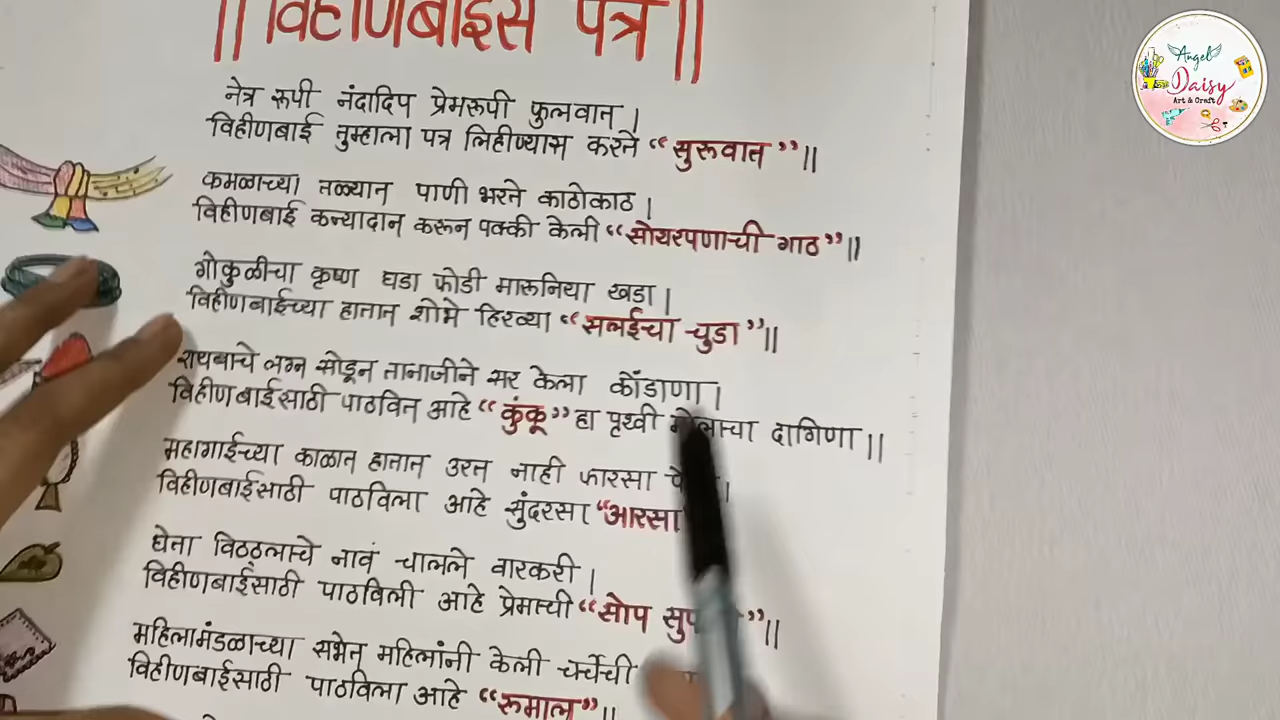 || विहीणबाईस पत्र ||
नेत्र रूपी नंदादिप प्रेमरूपी फुलवात |
विहीणबाई तुम्हाला पत्र लिहीण्यास करते “सुरूवात”||
कमळाच्या तळ्यात पाणी भरते काठोकाठ |
विहीणबाई कन्यादान करून पक्की केली “सोयरपणाची गाठ”||
गोकुळीचा कृष्ण घडा फोडी मारूनिया खडा |
विहीणबाईच्या हातात शोभे हिरव्या “सलईचा चुडा”||
रायबाचे लग्न सोडून तानाजीने सर केला कोंडाणा |
विहीणबाईसाठी पाठवित आहे “कुंकू” हा पृथ्वी मोलाचा दागिणा ||
महागाईच्या काळात हातात उरत नाही फारसा |
विहीणबाईसाठी पाठविला आहे सुंदरसा “आरसा
घेता विठ्ठलाचे नावं चालले वारकरी |
विहीणबाईसाठी पाठविली आहे प्रेमाची “सोप ”||
महिलामंडळाच्या सभेत महिलांनी केली चर्चेची
विहीणबाईसाठी पाठविला आहे “रूमाल”||
Angel
Daisy
Art & Craft